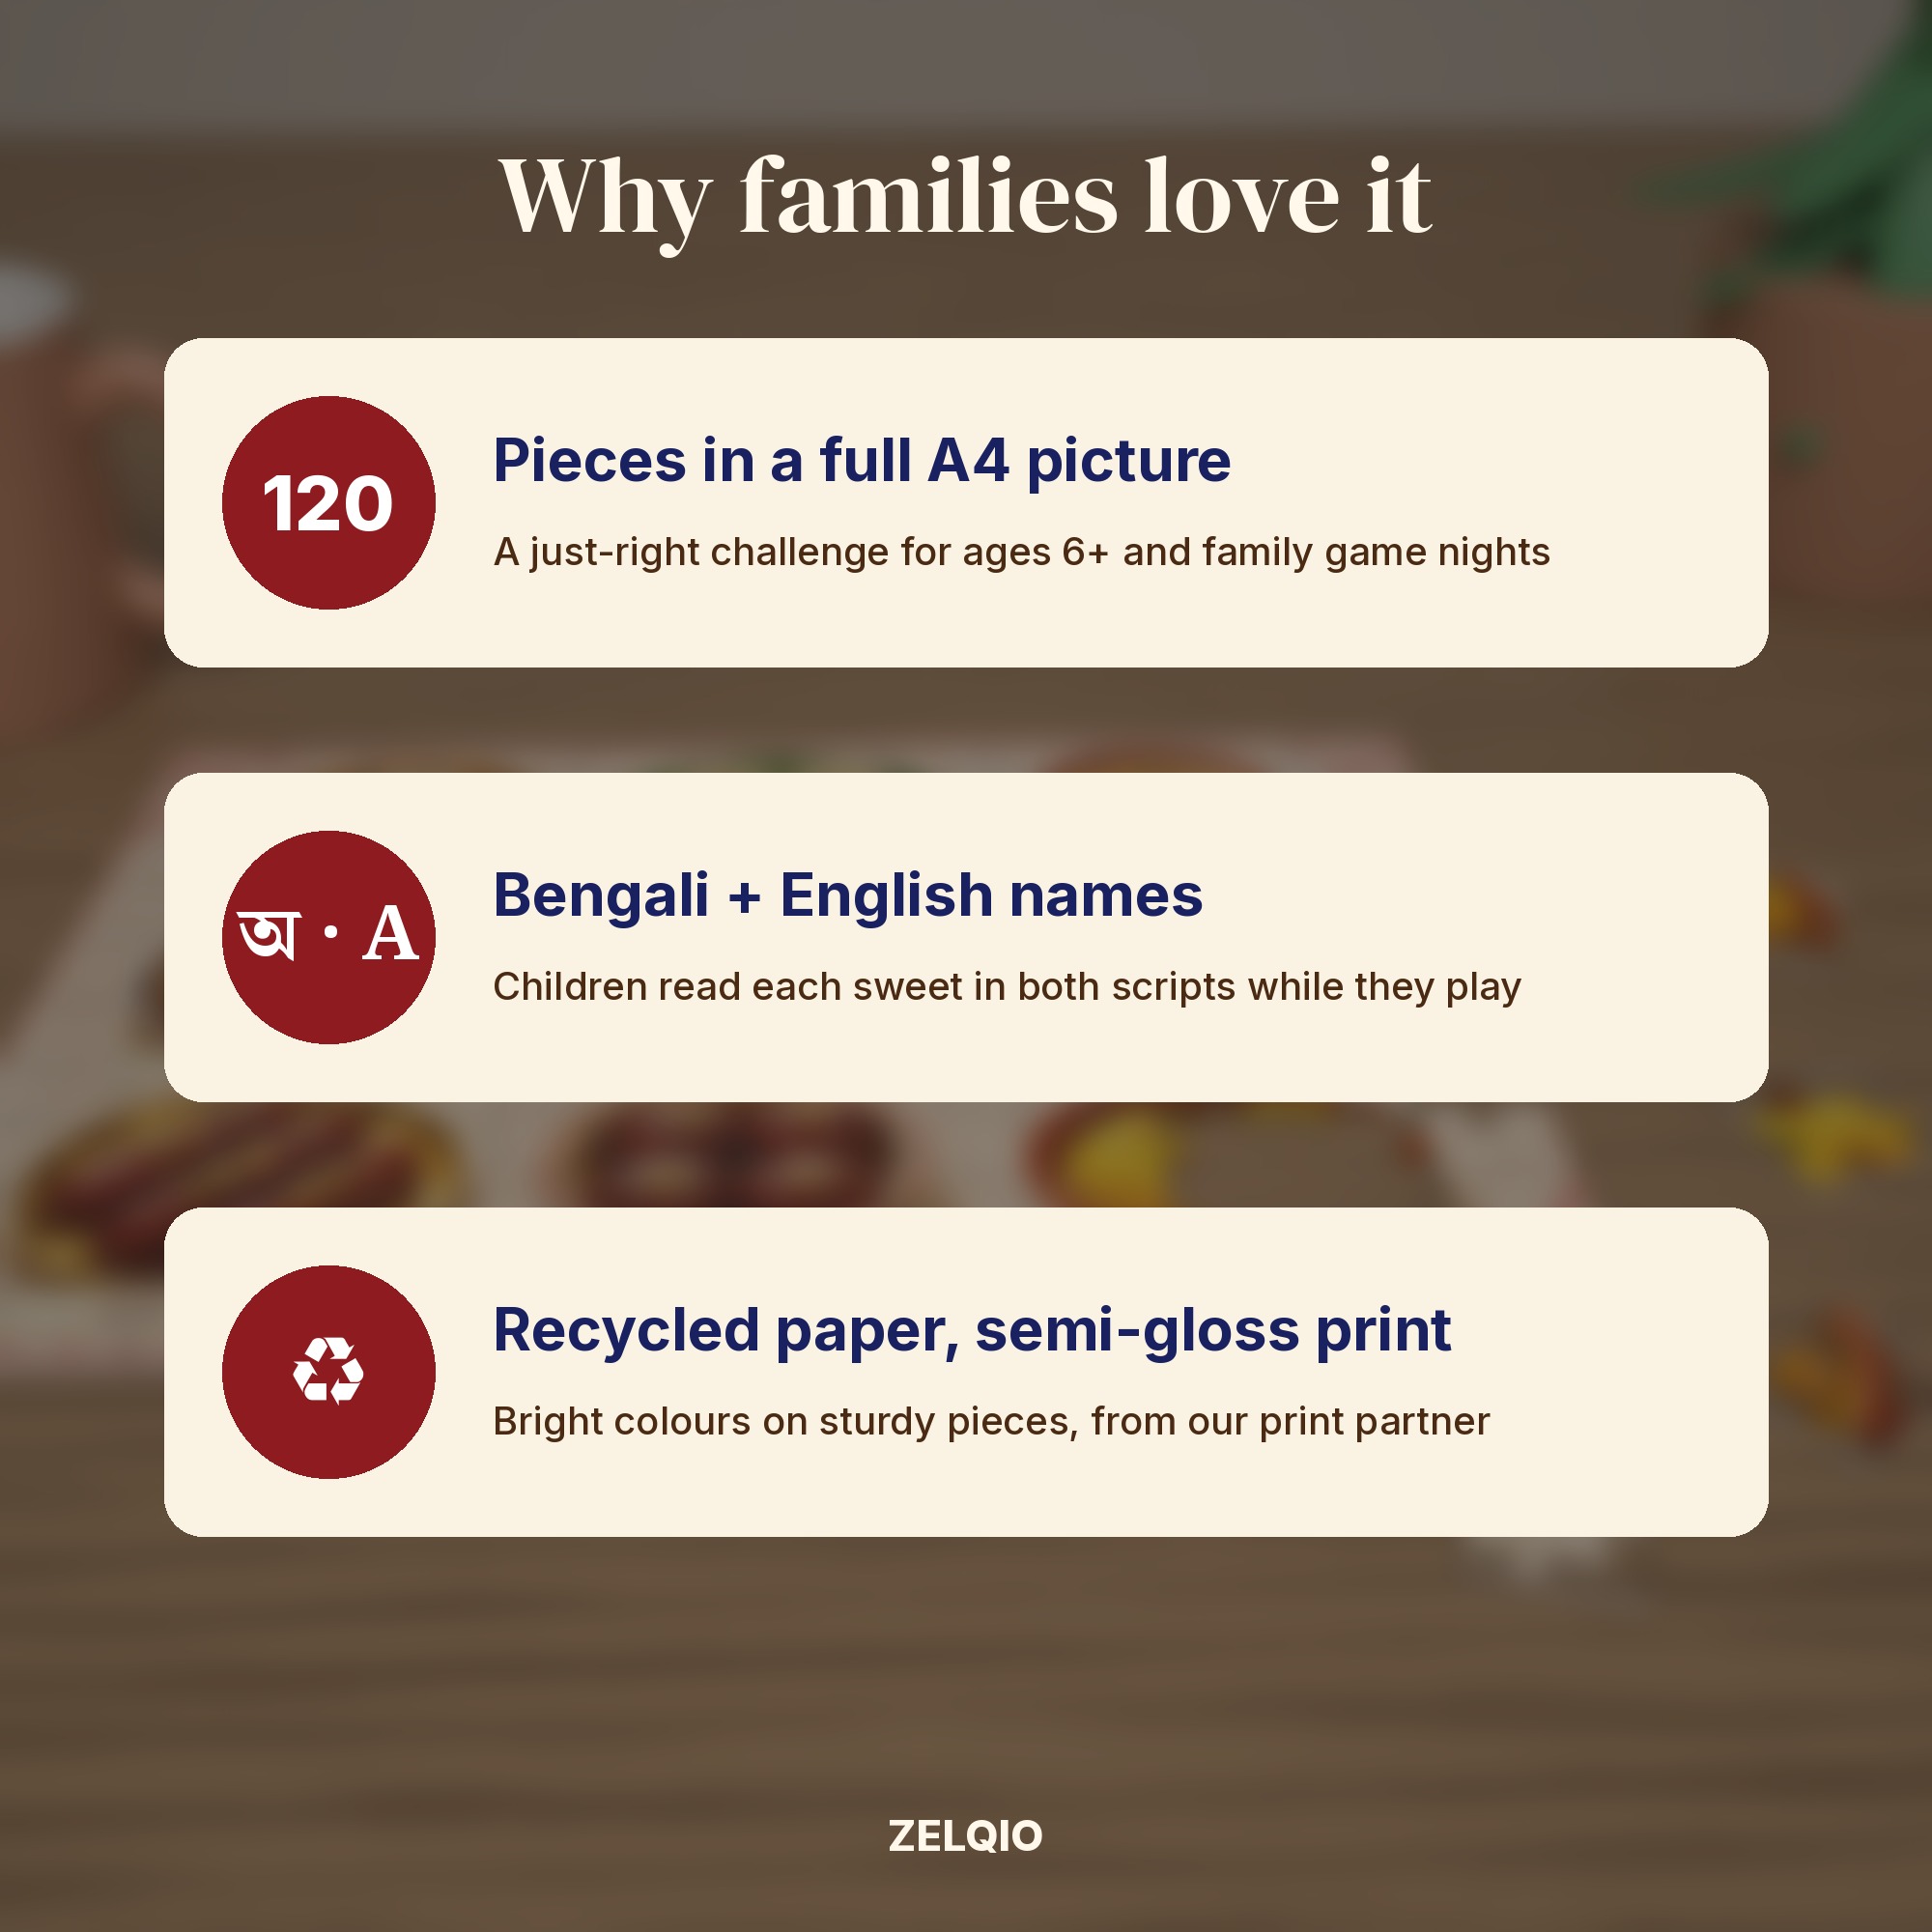 Why families love it
120
Pieces in a full A4 picture
A just-right challenge for ages 6+ and family game nights
অ · A
Bengali + English names
Children read each sweet in both scripts while they play
♻
Recycled paper, semi-gloss print
Bright colours on sturdy pieces, from our print partner
ZELQIO